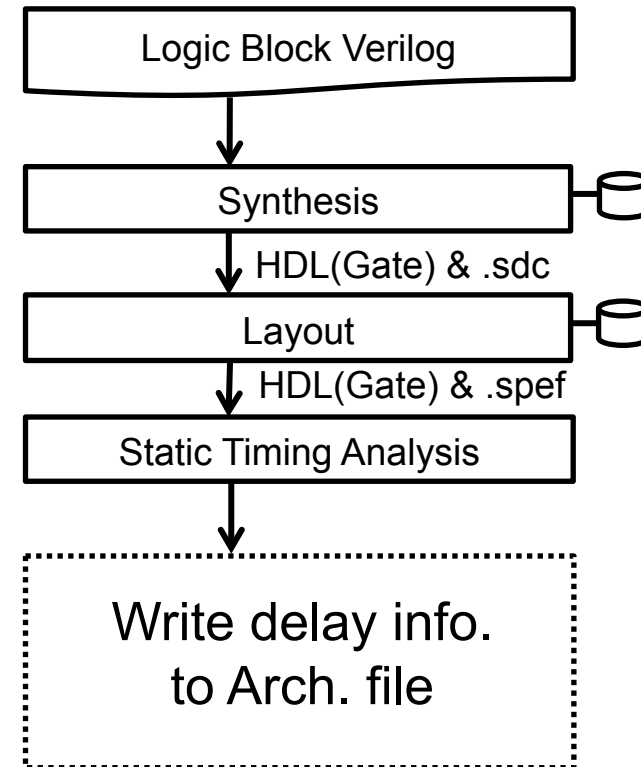 Logic Block Verilog
Synthesis
HDL(Gate) & .sdc
Layout
HDL(Gate) & .spef
Static Timing Analysis
Write delay info.
to Arch. file